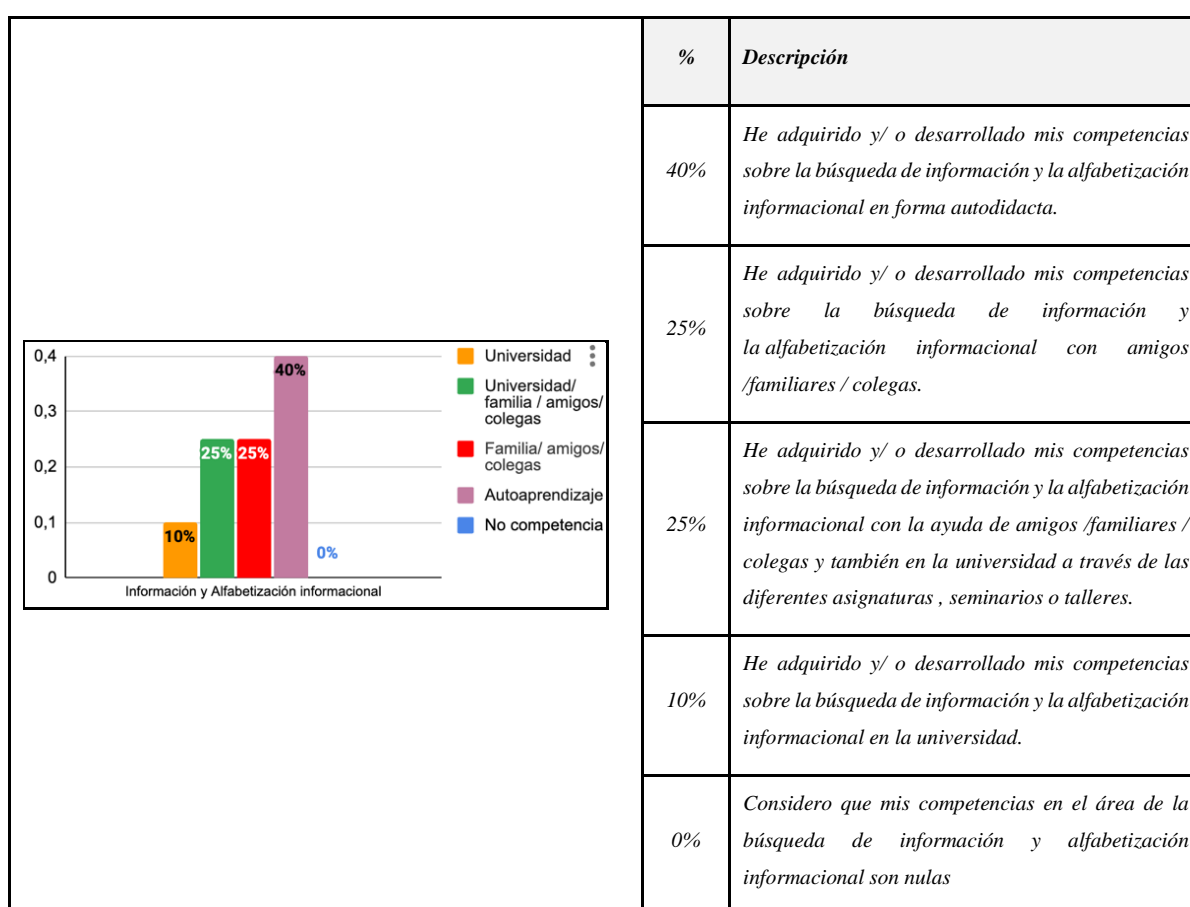 0,4
0,3
0,2
0,1
0
10%
25%
25%
40%
0%
Información y Alfabetización informacional
Universidad
Universidad/
familia / amigos/
colegas
Familia/ amigos/
colegas
Autoaprendizaje
No competencia
% Descripción
40%
He adquirido y/ o desarrollado mis competencias
sobre la búsqueda de información y la alfabetización
informacional en forma autodidacta.
25%
He adquirido y/ o desarrollado mis competencias
sobre la búsqueda de información y
la alfabetización informacional con amigos
/familiares / colegas.
25%
He adquirido y/ o desarrollado mis competencias
sobre la búsqueda de información y la alfabetización
informacional con la ayuda de amigos /familiares /
colegas y también en la universidad a través de las
diferentes asignaturas , seminarios o talleres.
10%
He adquirido y/ o desarrollado mis competencias
sobre la búsqueda de información y la alfabetización
informacional en la universidad.
0%
Considero que mis competencias en el área de la
búsqueda de información y alfabetización
informacional son nulas